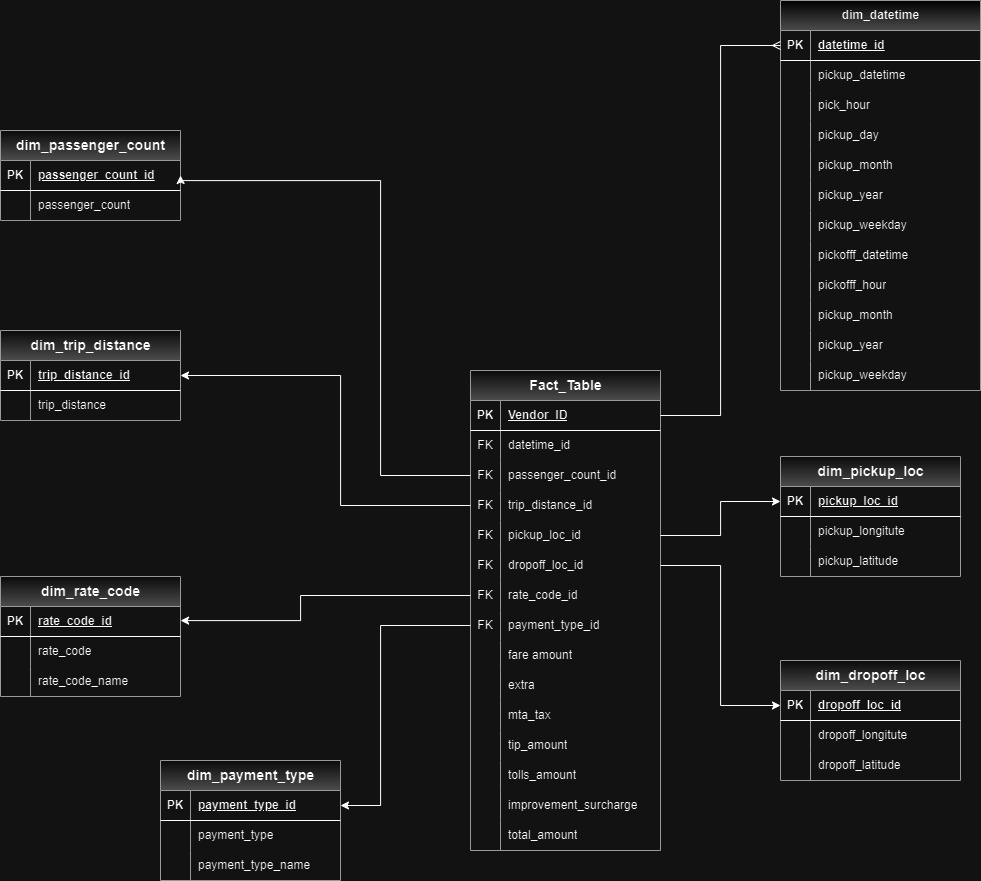 dim_datetime
PK datetime_id
pickup_datetime
pick_hour
pickup_day
pickup_month
pickup_year
pickup_weekday
pickofff_datetime
pickofff_hour
pickup_month
pickup_year
pickup_weekday
dim_passenger_count
PK passenger_count_id
passenger_count
dim_trip_distance
PK trip_distance_id
trip_distance
Fact_Table
PK Vendor_ID
FK datetime_id
FK passenger_count_id
FK trip_distance_id
FK pickup_loc_id
FK dropoff_loc_id
FK rate_code_id
FK payment_type_id
fare amount
extra
mta_tax
tip_amount
tolls_amount
improvement_surcharge
total_amount
dim_pickup_loc
PK pickup_loc_id
pickup_longitute
pickup_latitude
dim_rate_code
PK rate_code_id
rate_code
rate_code_name
dim_dropoff_loc
PK dropoff_loc_id
dropoff_longitute
dropoff_latitude
dim_payment_type
PK payment_type_id
payment_type
payment_type_name